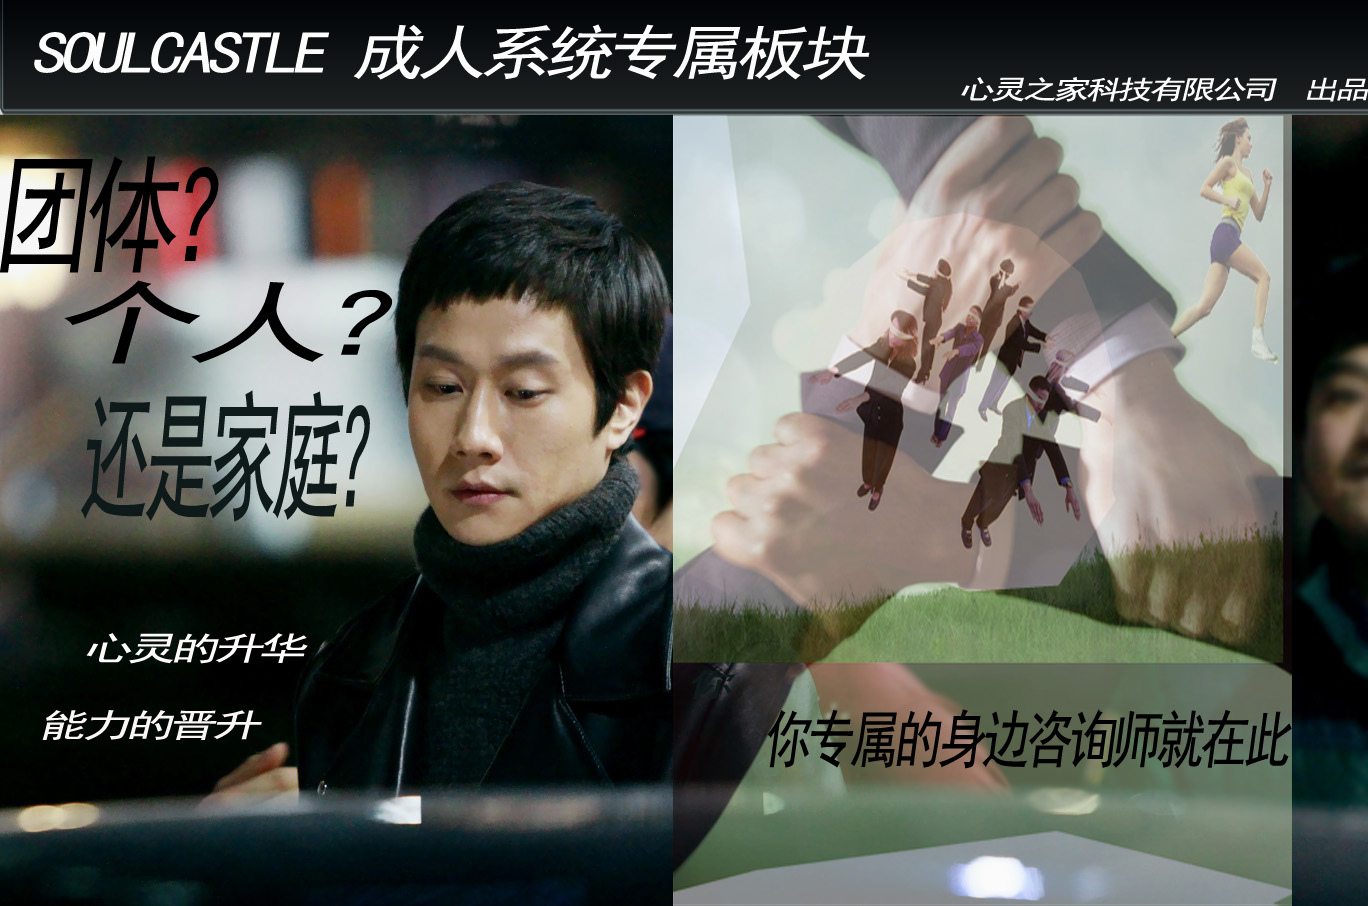 SOULCASTLE 成人系统专属板块
心灵之家科技有限公司 出品
团体?
个人?
还是家庭?
心灵的升华
能力的晋升
你专属的身边咨询师就在此